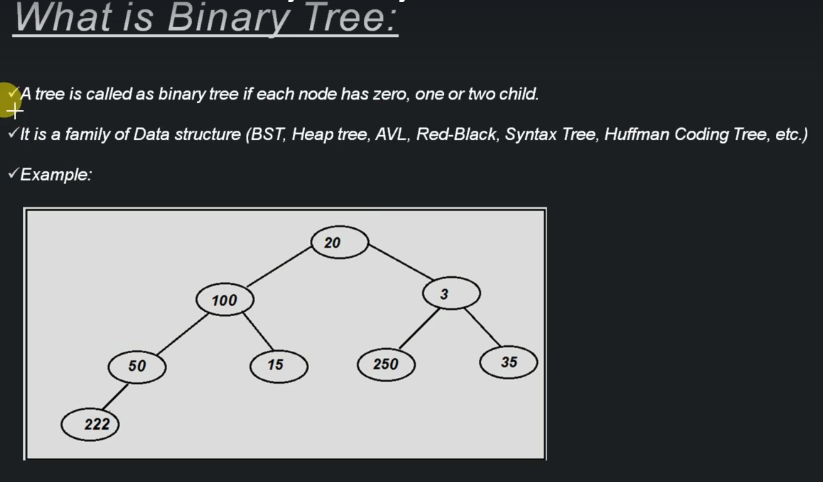 What is Binary Tree:
✓A tree is called as binary tree if each node has zero, one or two child.
✓It is a family of Data structure (BST, Heap tree, AVL, Red-Black, Syntax Tree, Huffman Coding Tree, etc.)
✓Example:
20
100
3
50
15
250
35
222